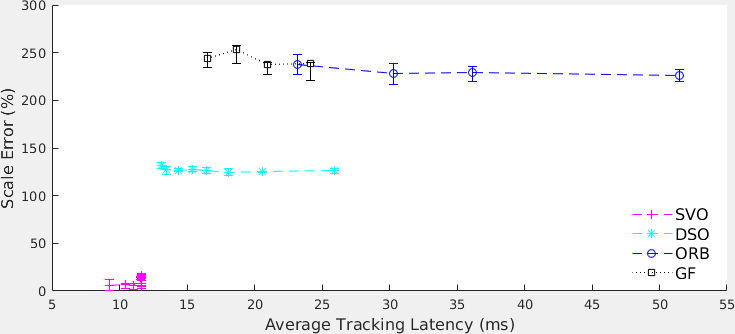 300
250
200
150
100
50
0
Scale Error (%)
5 10 15 20 25 30 35 40 45 50 55
Average Tracking Latency (ms)
SVO
DSO
ORB
GF